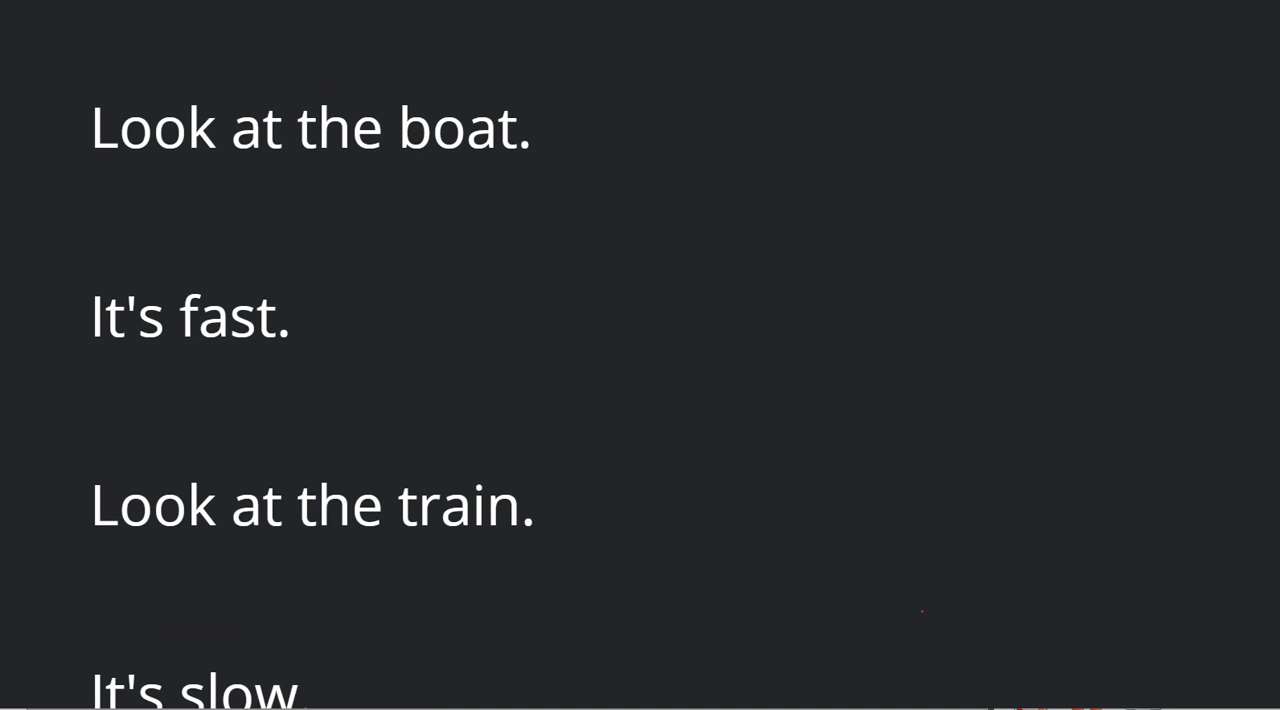 Look at the boat.
It's fast.
Look at the train.
It's slow